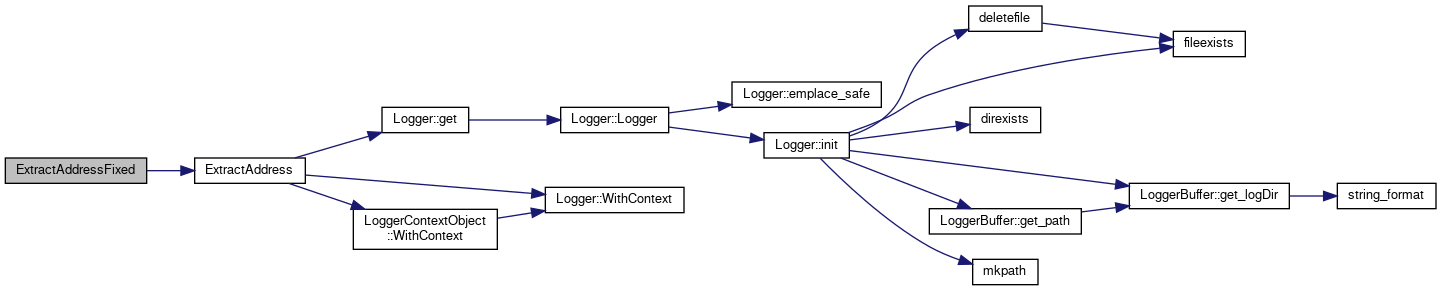 ExtractAddressFixed
ExtractAddress
Logger::get
LoggerContextObject
::WithContext
Logger::Logger
Logger::WithContext
Logger::emplace_safe
Logger::init
deletefile
direxists
LoggerBuffer::get_path
mkpath
fileexists
LoggerBuffer::get_logDir
string_format